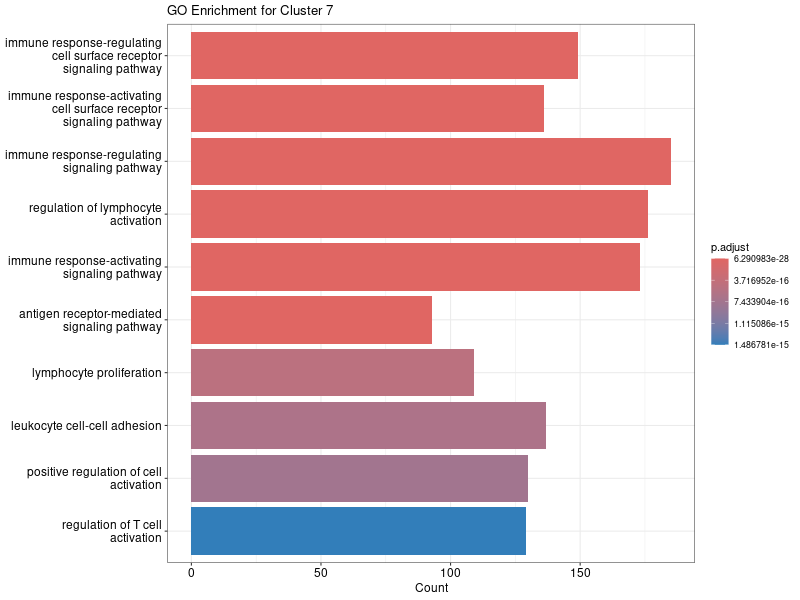 GO Enrichment for Cluster 7
immune response-regulating
cell surface receptor
signaling pathway
immune response-activating
cell surface receptor
signaling pathway
immune response-regulating
signaling pathway
regulation of lymphocyte
activation
immune response-activating
signaling pathway
antigen receptor-mediated
signaling pathway
lymphocyte proliferation
leukocyte cell-cell adhesion
positive regulation of cell
activation
regulation of T cell
activation
0 50 100 150
Count
p.adjust
6.290983e-28
3.716952e-16
7.433904e-16
1.115086e-15
1.486781e-15